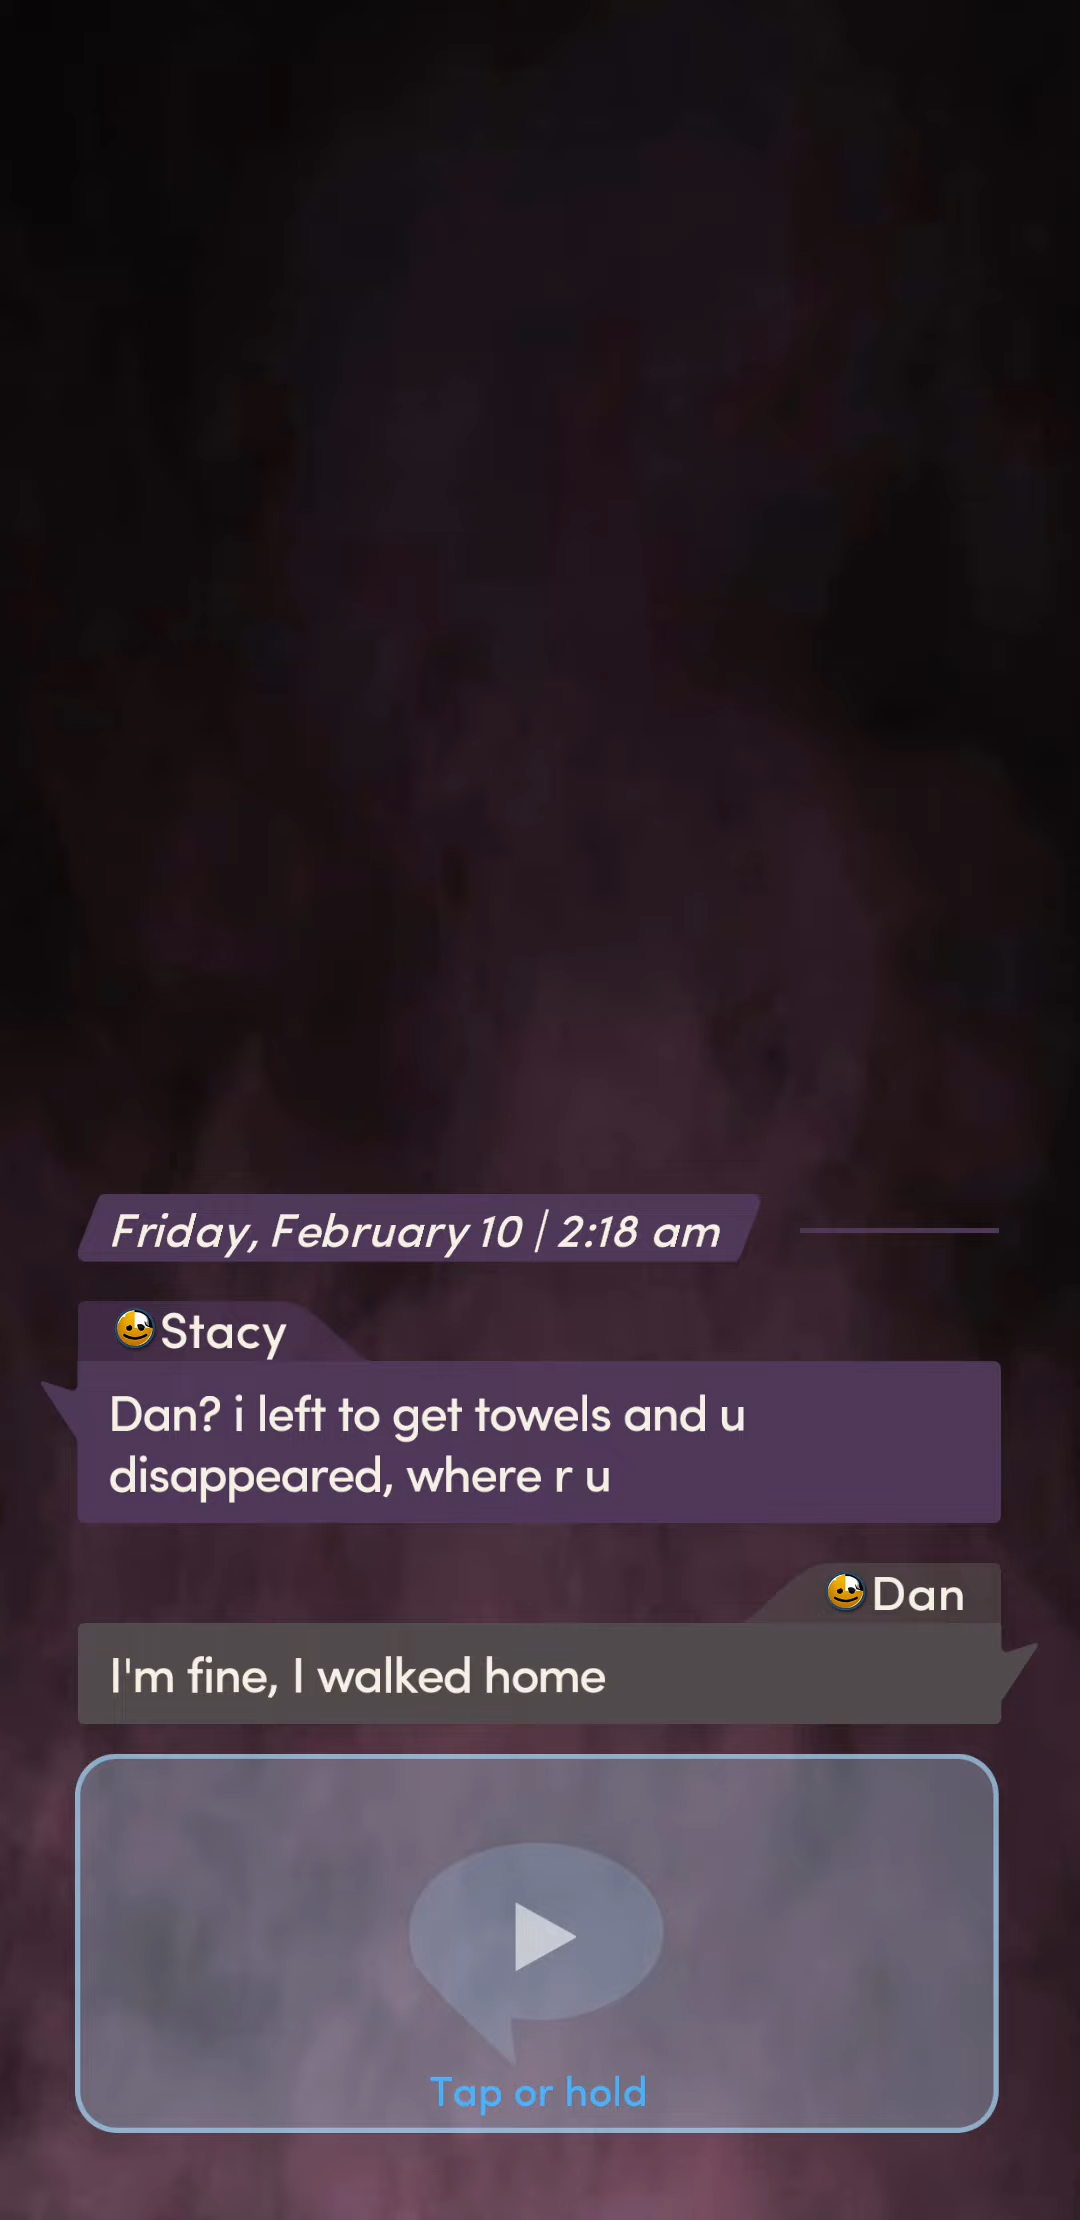 Friday, February 10 | 2:18 am
Stacy
Dan? i left to get towels and u
disappeared, where r u
Dan
I'm fine, I walked home
Tap or hold